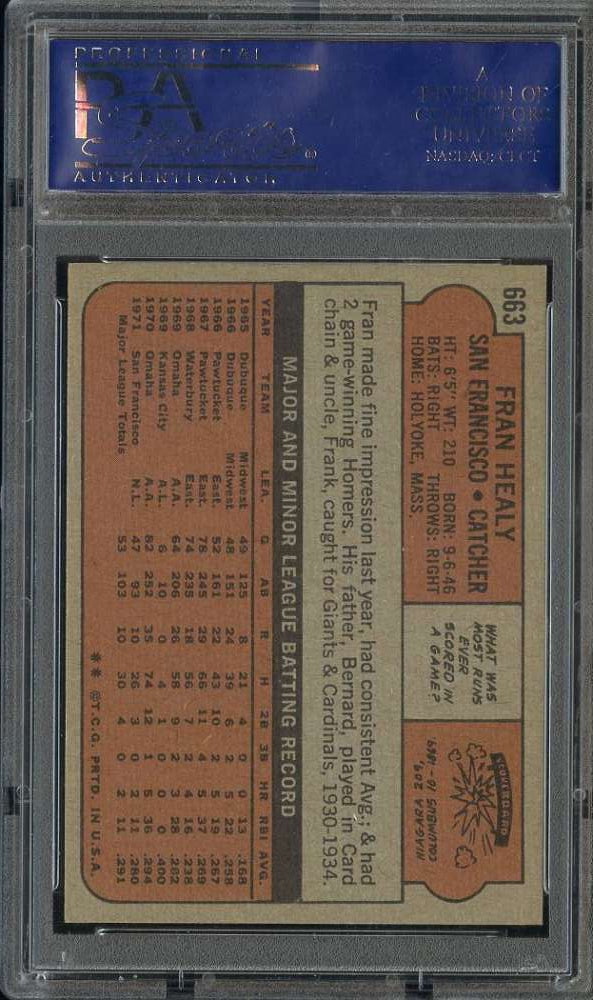 PROFESSIONAL
PSA
AUTHENTICATOR
A
DIVISION OF
COLLECTORS
UNIVERSE
NASDAQ: CLCT
663
FRAN HEALY
SAN FRANCISCO • CATCHER
HT: 6'5" WT: 210 BORN: 9-6-46
BATS: RIGHT THROWS: RIGHT
HOME: HOLYOKE, MASS.
WHAT WAS
MOST RUNS
EVER
SCORED IN
A GAME?
SCOREBOARD
NIAGARA 209,
COLUMBUS 10 - 1869.
Fran made fine impression last year, had consistent Avg.; & had
2 game-winning Homers. His father, Bernard, played in Card
chain & uncle, Frank, caught for Giants & Cardinals, 1930-1934.
MAJOR AND MINOR LEAGUE BATTING RECORD
YEAR TEAM LEA. G AB R H 2B 3B HR RBI AVG.
1965 Dubuque Midwest 49 125 8 21 4 0 0 13 .168
1966 Dubuque Midwest 48 151 24 39 6 2 5 22 .258
1966 Pawtucket East. 52 161 22 43 10 2 5 19 .267
1967 Pawtucket East. 78 245 29 66 11 4 5 37 .269
1968 Waterbury East. 74 235 18 56 7 2 4 16 .238
1969 Omaha A.A. 64 206 26 58 9 2 3 28 .282
1969 Kansas City A.L. 6 10 0 4 1 0 0 0 .400
1970 Omaha A.A. 82 252 35 74 12 1 5 36 .294
1971 San Francisco N.L. 47 93 10 26 3 0 2 11 .280
Major League Totals 53 103 10 30 4 0 2 11 .291
** ©T.C.G. PRTD. IN U.S.A.